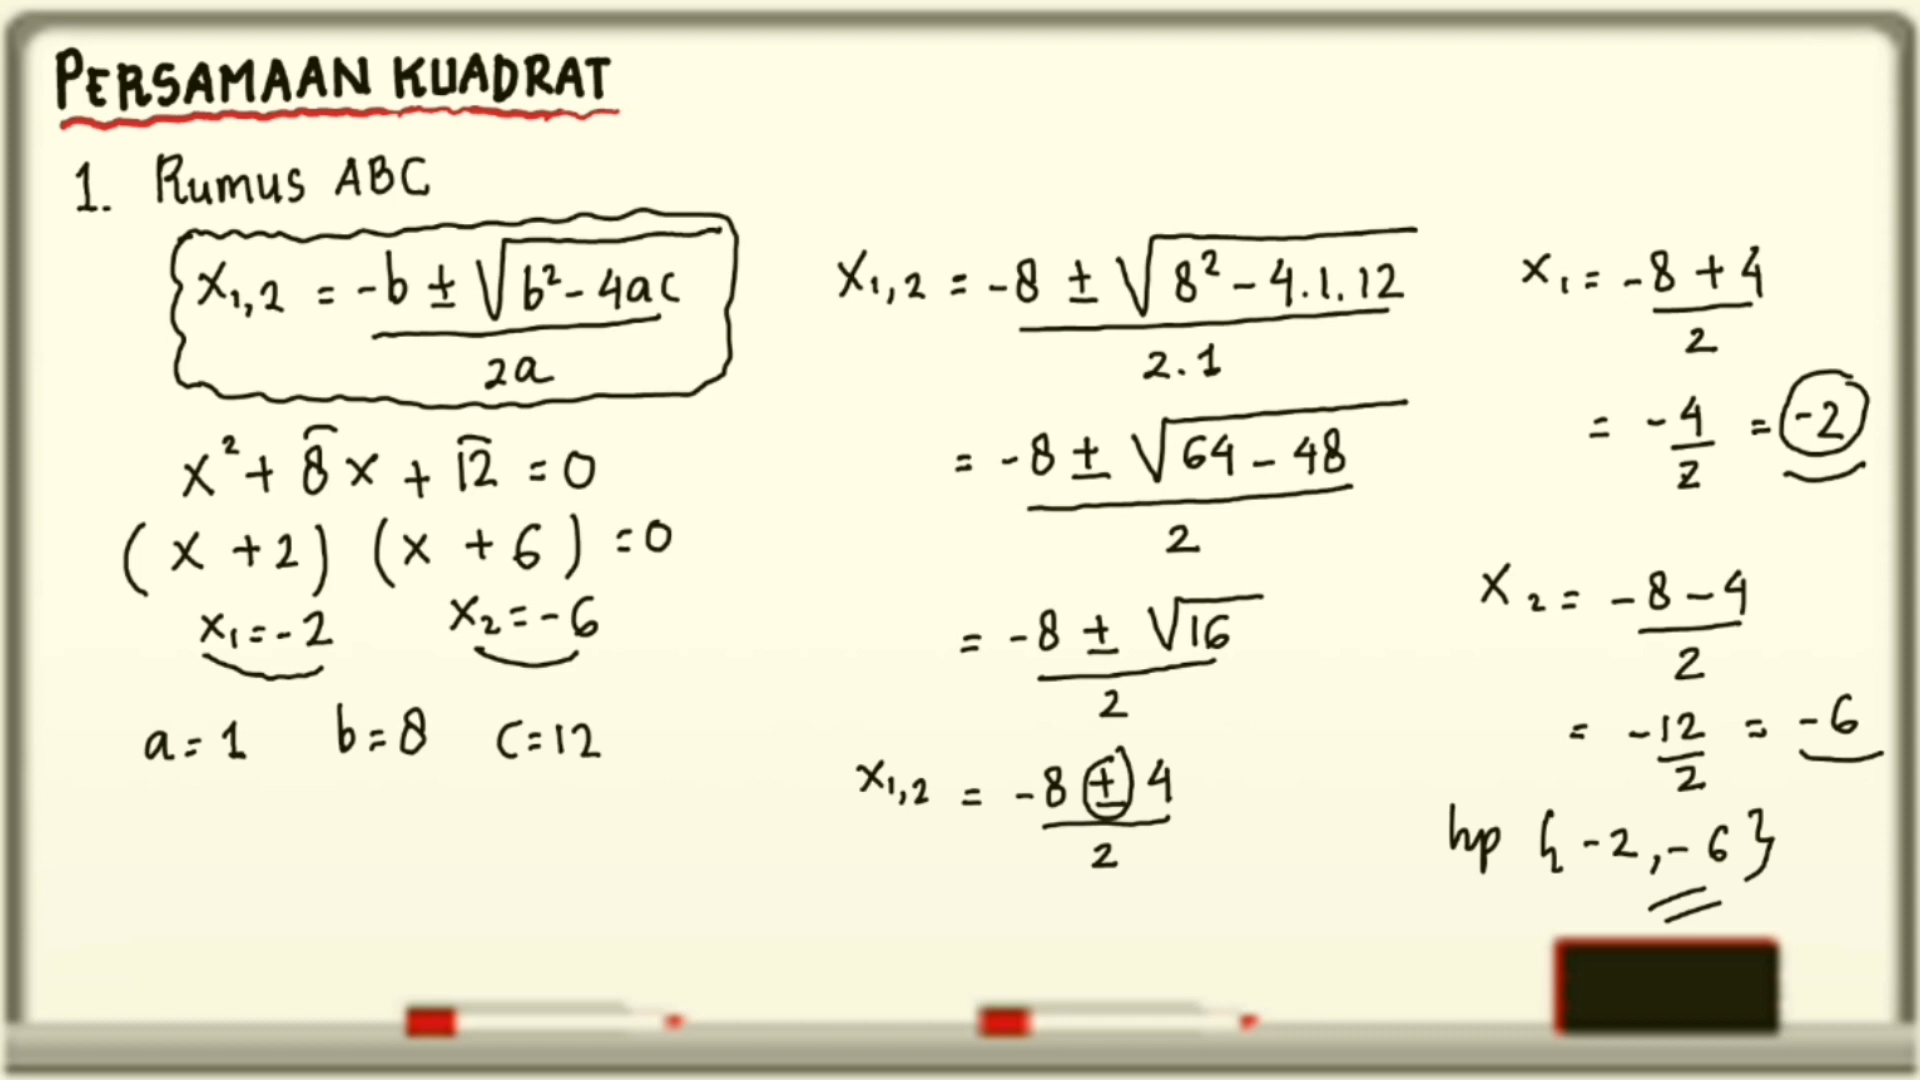 PERSAMAAN KUADRAT
1. Rumus ABC
x₁,₂ = -b ± √(b² - 4ac) / 2a
x² + 8x + 12 = 0
(x + 2) (x + 6) = 0
x₁ = -2 x₂ = -6
a = 1 b = 8 c = 12
x₁,₂ = -8 ± √(8² - 4.1.12) / 2.1
= -8 ± √(64 - 48) / 2
= -8 ± √16 / 2
x₁,₂ = -8 ± 4 / 2
x₁ = -8 + 4 / 2
= -4/2 = -2
x₂ = -8 - 4 / 2
= -12/2 = -6
hp {-2, -6}